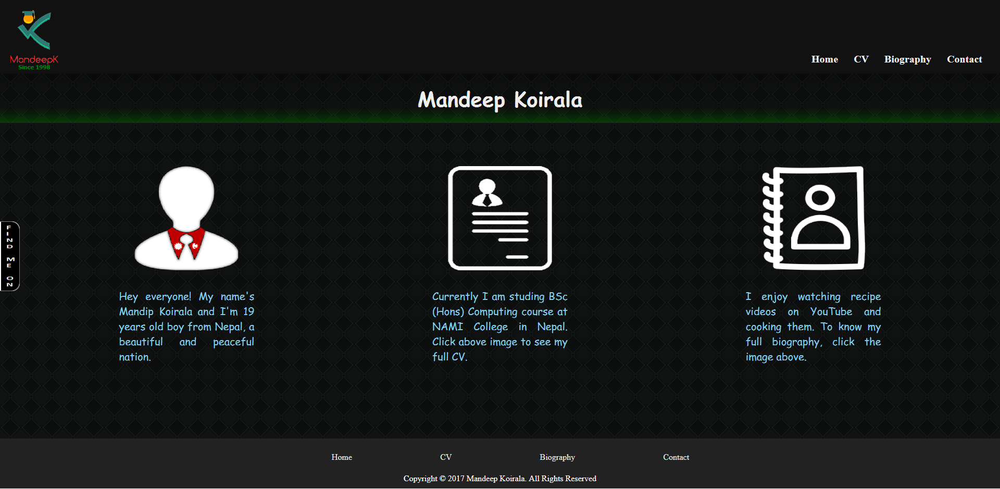 MandeepK
Since 1998
Home CV Biography Contact
Mandeep Koirala
FIND ME ON
Hey everyone! My name's
Mandip Koirala and I'm 19
years old boy from Nepal, a
beautiful and peaceful
nation.
Currently I am studing BSc
(Hons) Computing course at
NAMI College in Nepal.
Click above image to see my
full CV.
I enjoy watching recipe
videos on YouTube and
cooking them. To know my
full biography, click the
image above.
Home CV Biography Contact
Copyright © 2017 Mandeep Koirala. All Rights Reserved